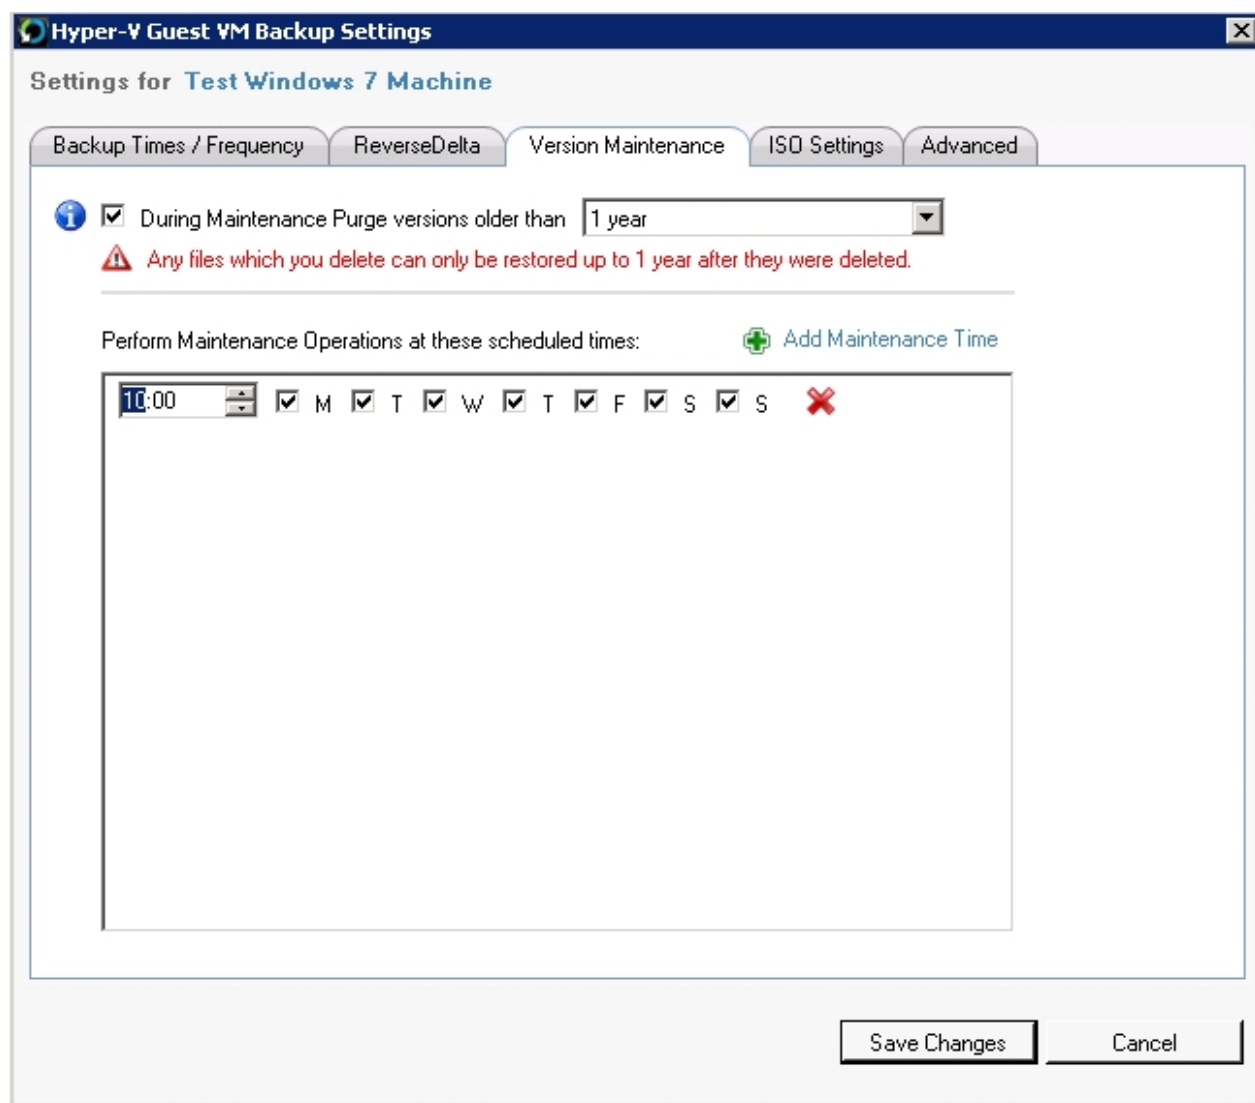 Hyper-V Guest VM Backup Settings
Settings for Test Windows 7 Machine
Backup Times / Frequency ReverseDelta Version Maintenance ISO Settings Advanced
During Maintenance Purge versions older than 1 year
Any files which you delete can only be restored up to 1 year after they were deleted.
Perform Maintenance Operations at these scheduled times: Add Maintenance Time
10:00 M T W T F S S
Save Changes Cancel